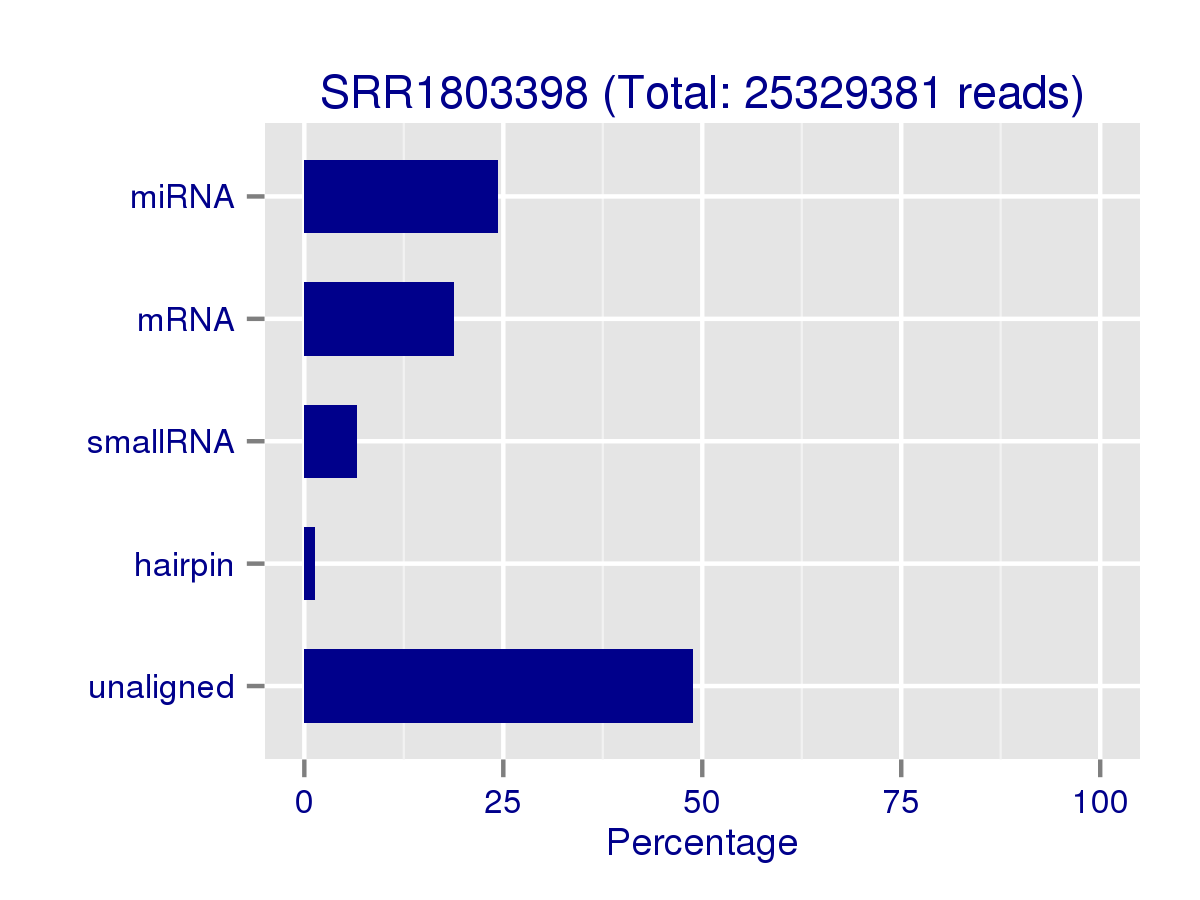 SRR1803398 (Total: 25329381 reads)
miRNA
mRNA
smallRNA
hairpin
unaligned
0 25 50 75 100
Percentage